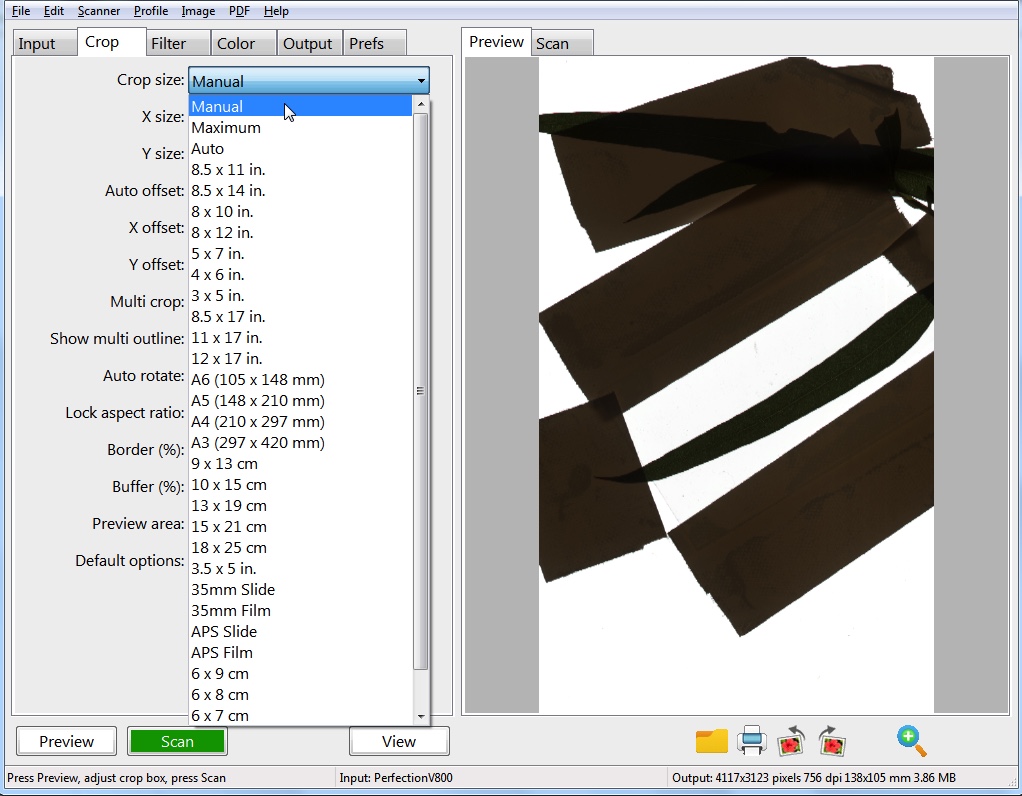 File Edit Scanner Profile Image PDF Help
Input Crop Filter Color Output Prefs
Preview Scan
Crop size: Manual
X size:
Y size:
Auto offset:
X offset:
Y offset:
Multi crop:
Show multi outline:
Auto rotate:
Lock aspect ratio:
Border (%):
Buffer (%):
Preview area:
Default options:
Manual
Maximum
Auto
8.5 x 11 in.
8.5 x 14 in.
8 x 10 in.
8 x 12 in.
5 x 7 in.
4 x 6 in.
3 x 5 in.
8.5 x 17 in.
11 x 17 in.
12 x 17 in.
A6 (105 x 148 mm)
A5 (148 x 210 mm)
A4 (210 x 297 mm)
A3 (297 x 420 mm)
9 x 13 cm
10 x 15 cm
13 x 19 cm
15 x 21 cm
18 x 25 cm
3.5 x 5 in.
35mm Slide
35mm Film
APS Slide
APS Film
6 x 9 cm
6 x 8 cm
6 x 7 cm
Preview Scan View
Press Preview, adjust crop box, press Scan
Input: PerfectionV800
Output: 4117x3123 pixels 756 dpi 138x105 mm 3.86 MB